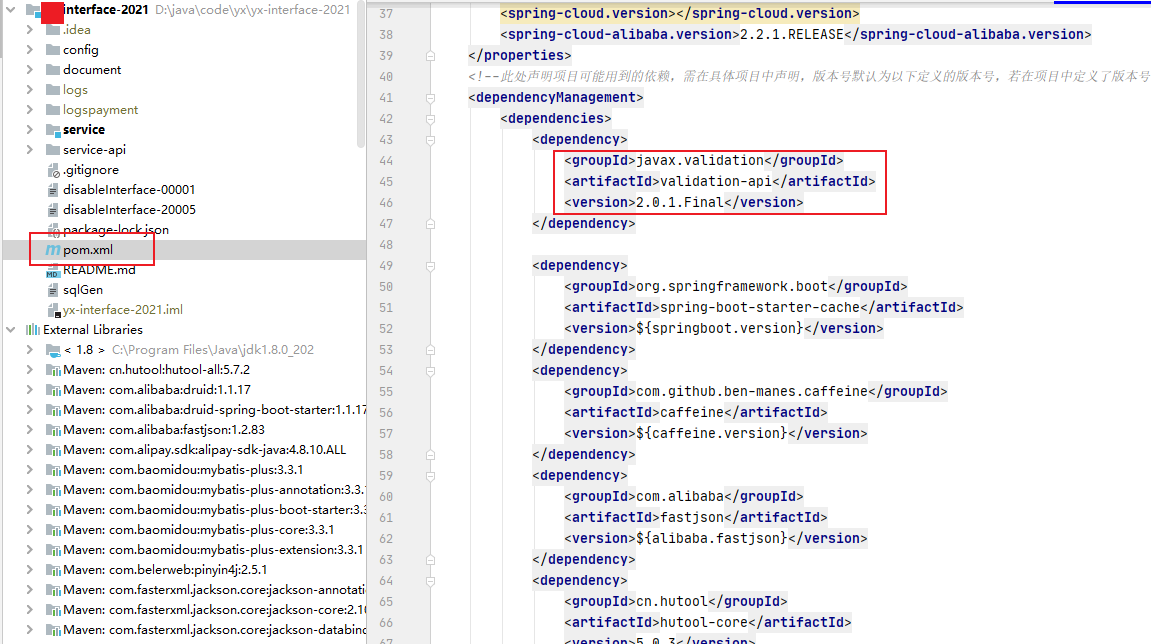 interface-2021 D:\java\code\yx\yx-interface-2021
.idea
config
document
logs
logspayment
service
service-api
.gitignore
disableInterface-00001
disableInterface-20005
package-lock.json
pom.xml
README.md
sqlGen
yx-interface-2021.iml
External Libraries
< 1.8 > C:\Program Files\Java\jdk1.8.0_202
Maven: cn.hutool:hutool-all:5.7.2
Maven: com.alibaba:druid:1.1.17
Maven: com.alibaba:druid-spring-boot-starter:1.1.17
Maven: com.alibaba:fastjson:1.2.83
Maven: com.alipay.sdk:alipay-sdk-java:4.8.10.ALL
Maven: com.baomidou:mybatis-plus:3.3.1
Maven: com.baomidou:mybatis-plus-annotation:3.3.
Maven: com.baomidou:mybatis-plus-boot-starter:3.3
Maven: com.baomidou:mybatis-plus-core:3.3.1
Maven: com.baomidou:mybatis-plus-extension:3.3.1
Maven: com.belerweb:pinyin4j:2.5.1
Maven: com.fasterxml.jackson.core:jackson-annotati
Maven: com.fasterxml.jackson.core:jackson-core:2.10
Maven: com.fasterxml.jackson.core:jackson-databind
37 <spring-cloud.version></spring-cloud.version>
38 <spring-cloud-alibaba.version>2.2.1.RELEASE</spring-cloud-alibaba.version>
39 </properties>
40 <!--此处声明项目可能用到的依赖，需在具体项目中声明，版本号默认为以下定义的版本号，若在项目中定义了版本号
41 <dependencyManagement>
42 <dependencies>
43 <dependency>
44 <groupId>javax.validation</groupId>
45 <artifactId>validation-api</artifactId>
46 <version>2.0.1.Final</version>
47 </dependency>
48
49 <dependency>
50 <groupId>org.springframework.boot</groupId>
51 <artifactId>spring-boot-starter-cache</artifactId>
52 <version>${springboot.version}</version>
53 </dependency>
54 <dependency>
55 <groupId>com.github.ben-manes.caffeine</groupId>
56 <artifactId>caffeine</artifactId>
57 <version>${caffeine.version}</version>
58 </dependency>
59 <dependency>
60 <groupId>com.alibaba</groupId>
61 <artifactId>fastjson</artifactId>
62 <version>${alibaba.fastjson}</version>
63 </dependency>
64 <dependency>
65 <groupId>cn.hutool</groupId>
66 <artifactId>hutool-core</artifactId>
67 <version>5.0.3</version>